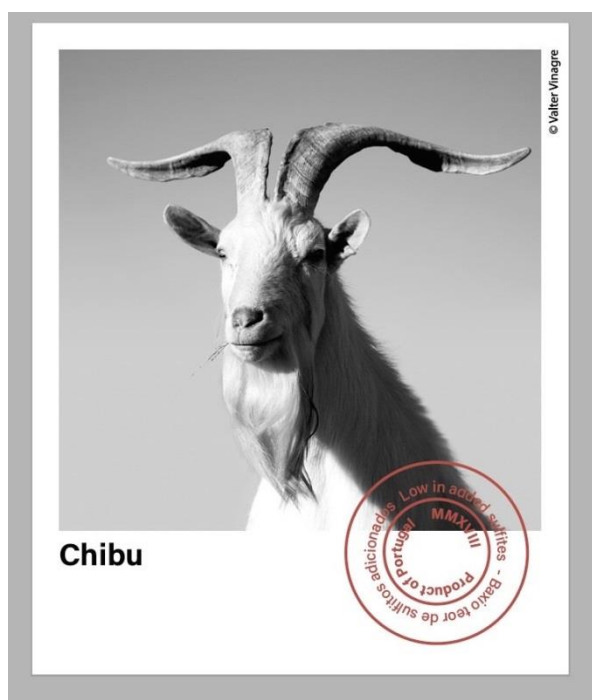 © Valter Vinagre
Chibu
Low in added sulfites - Baixo teor de sulfitos adicionados
MMXVIII
Product of Portugal